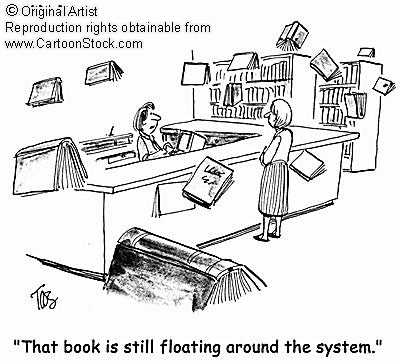 © Original Artist
Reproduction rights obtainable from
www.CartoonStock.com
"That book is still floating around the system."